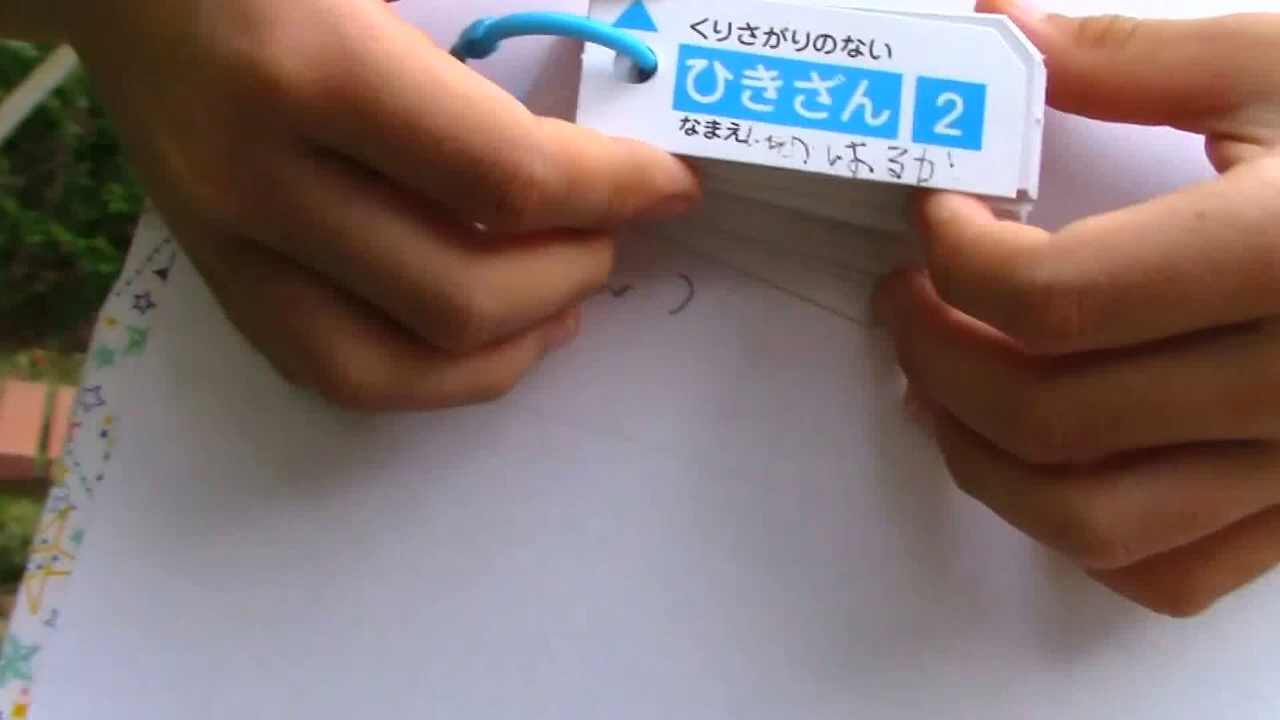 くりさがりのない
ひきざん 2
なまえ はるか